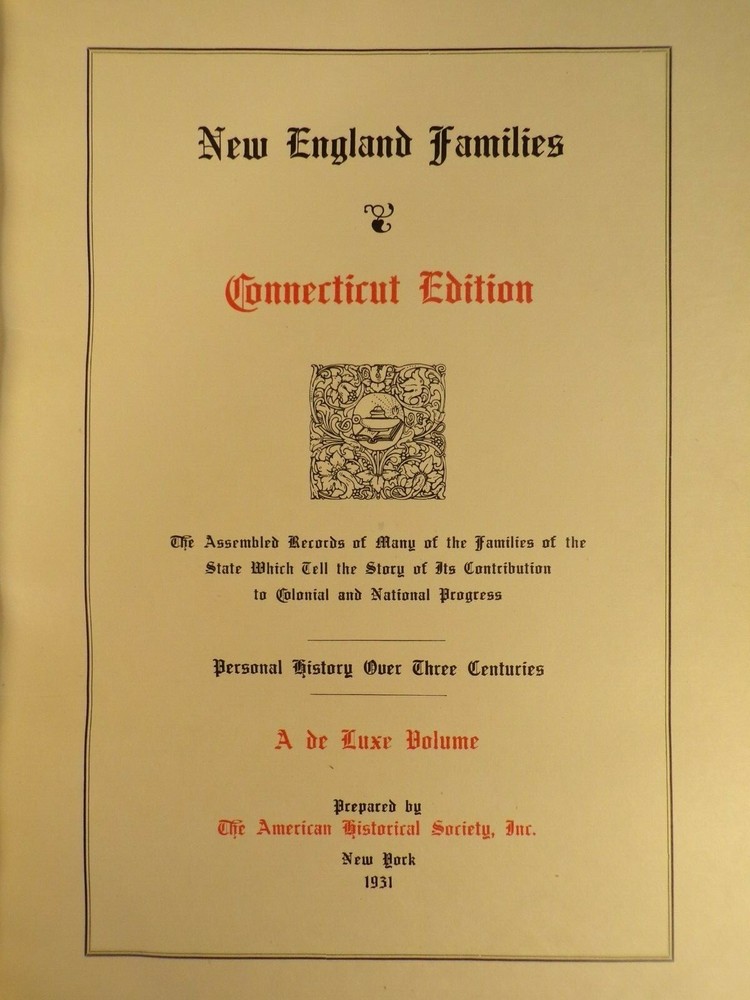 New England Families
Connecticut Edition
The Assembled Records of Many of the Families of the
State Which Tell the Story of Its Contribution
to Colonial and National Progress
Personal History Over Three Centuries
A de Luxe Volume
Prepared by
The American Historical Society, Inc.
New York
1931